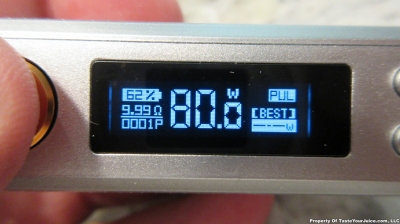 62%
9.99Ω
0001P
80.0
W
PUL
[BEST]
--- W
Property Of TasteYourJuice.com, LLC